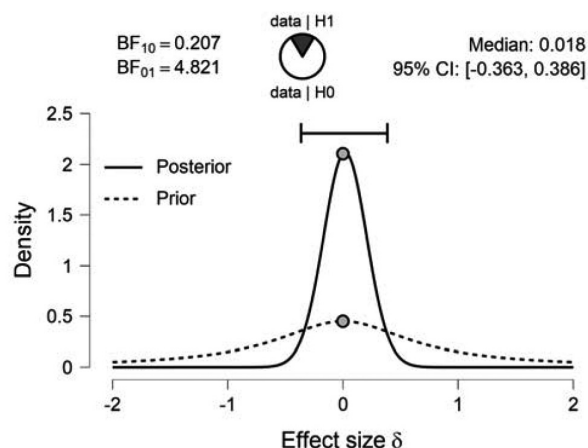 data | H1
BF₁₀ = 0.207
BF₀₁ = 4.821
data | H0
Median: 0.018
95% CI: [-0.363, 0.386]
2.5
2
1.5
1
0.5
0
Density
Posterior
Prior
-2
-1
0
1
2
Effect size δ